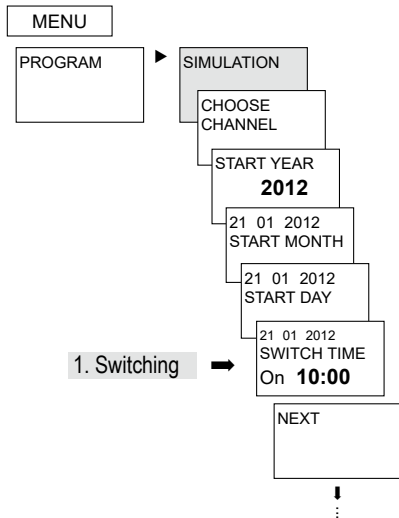 MENU
PROGRAM
SIMULATION
CHOOSE
CHANNEL
START YEAR
2012
21 01 2012
START MONTH
21 01 2012
START DAY
21 01 2012
SWITCH TIME
On 10:00
1. Switching
NEXT